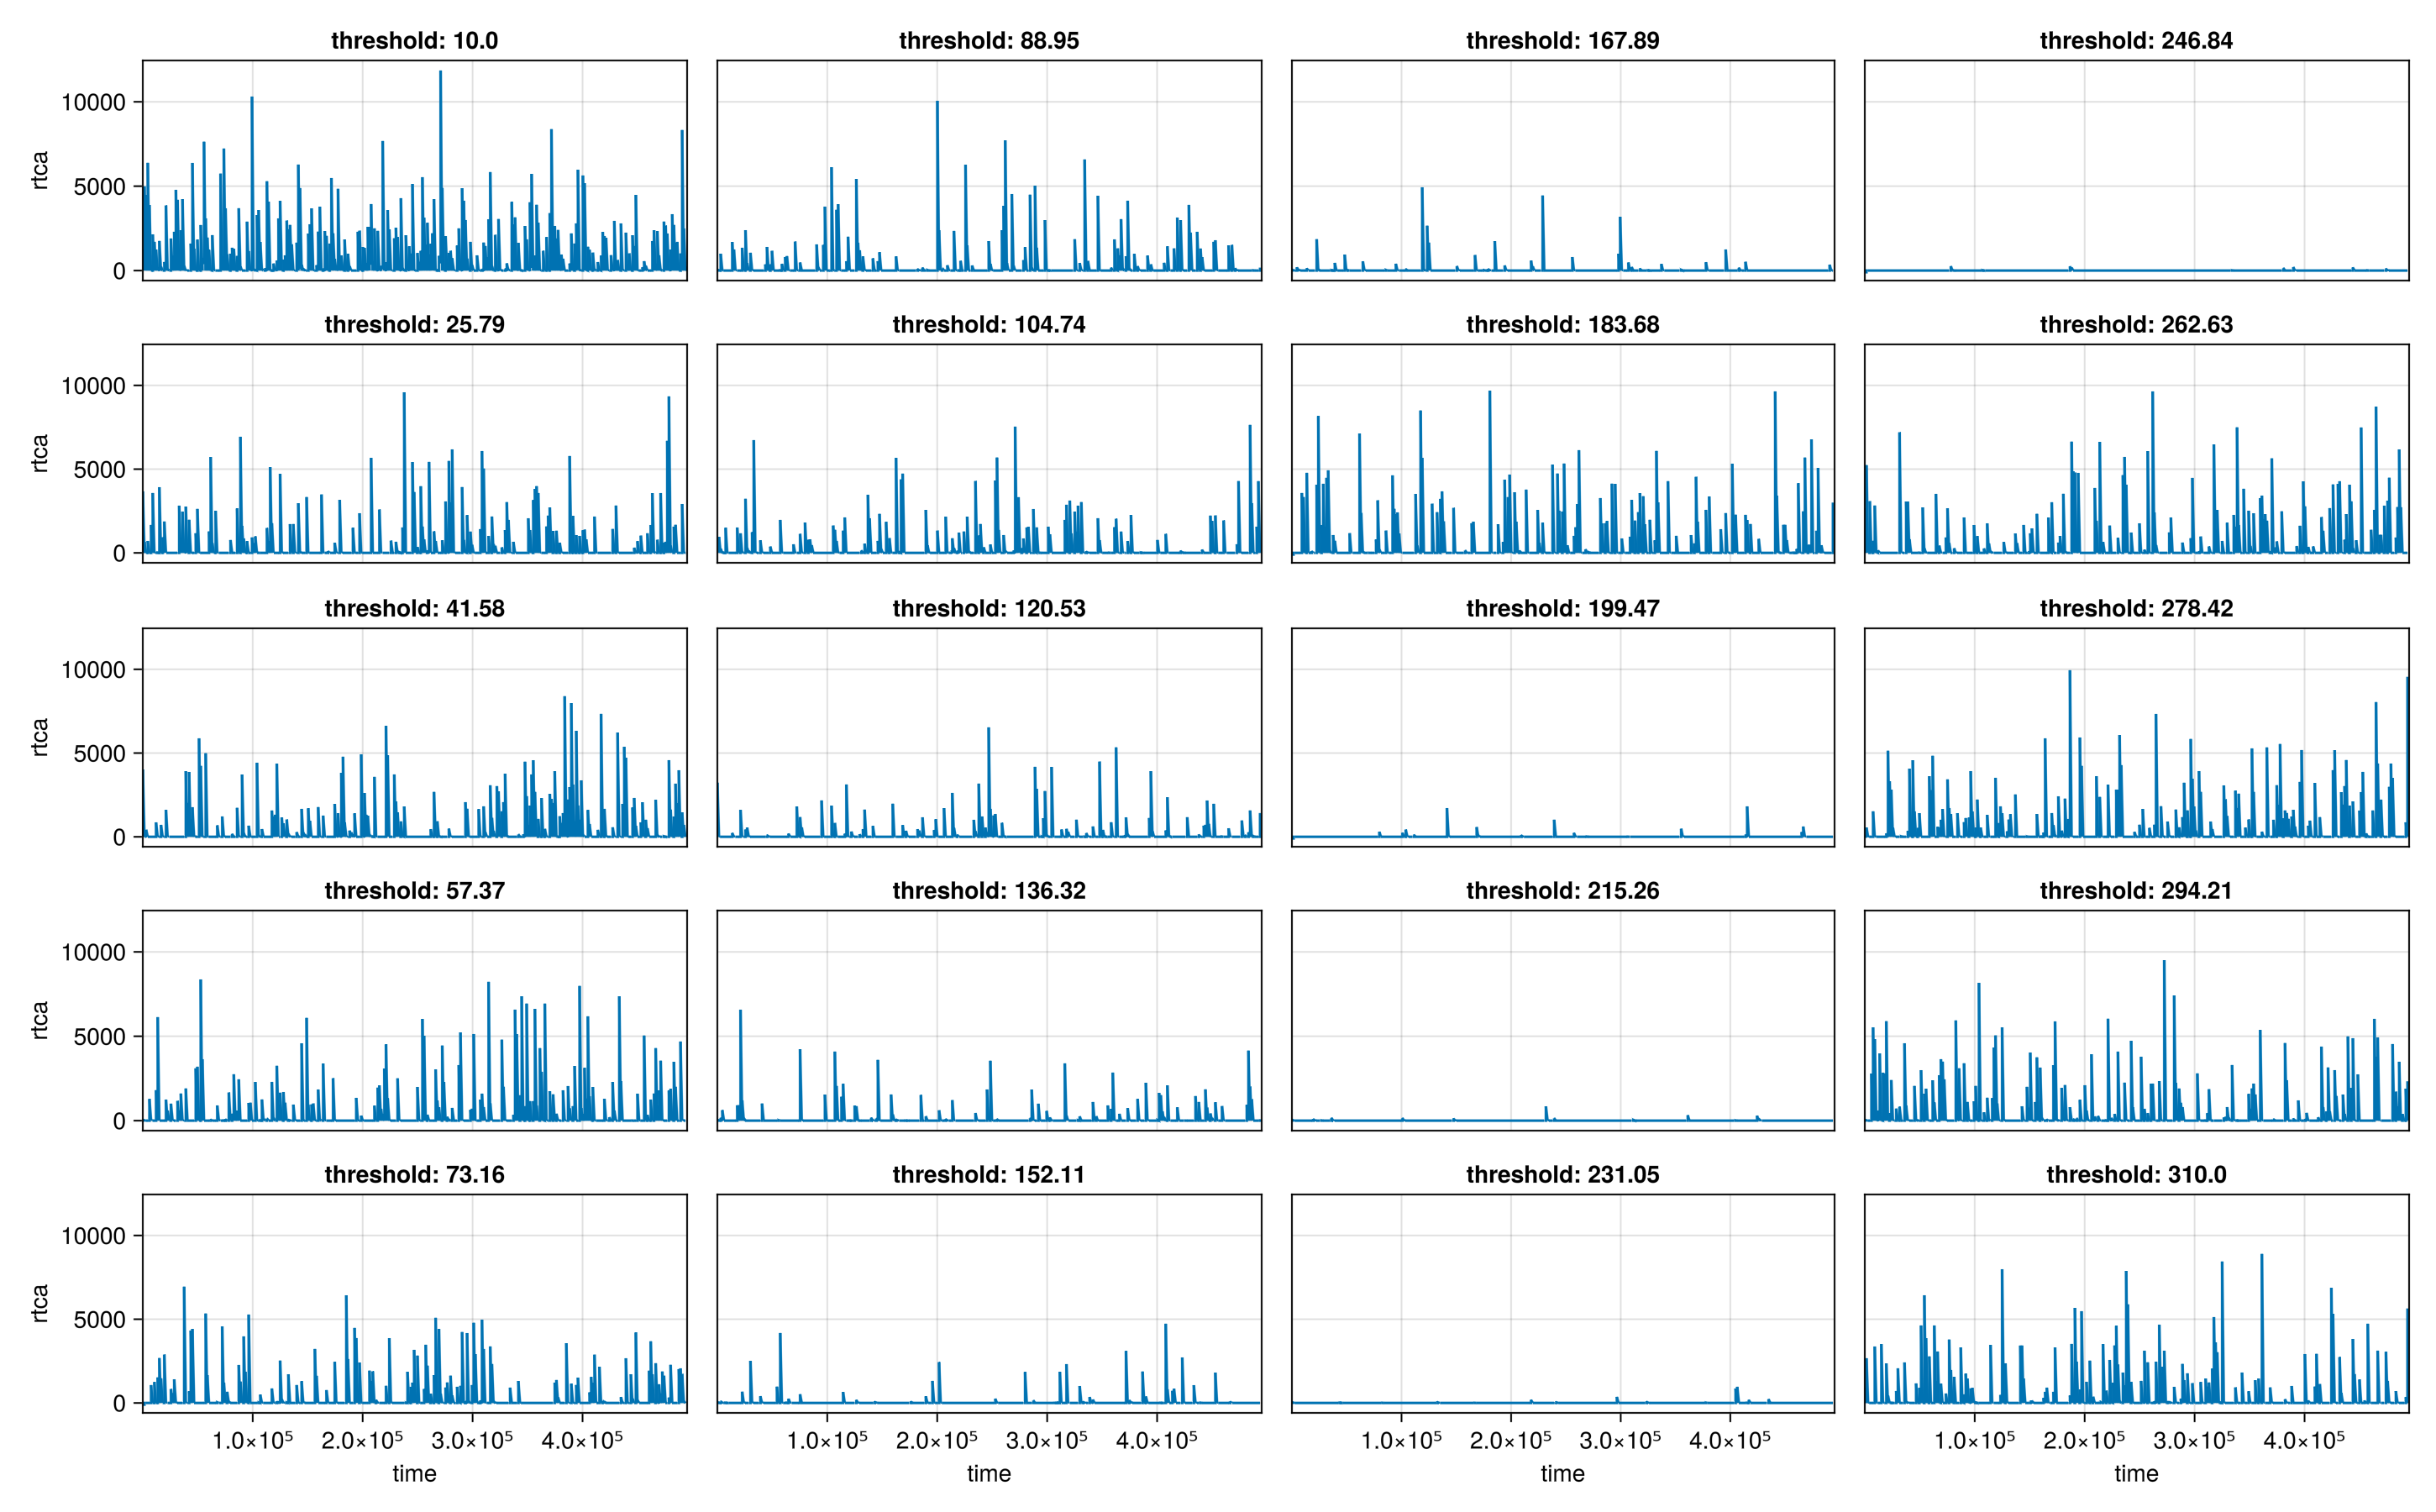 threshold: 10.0
threshold: 88.95
threshold: 167.89
threshold: 246.84
rtca
10000
5000
0
threshold: 25.79
threshold: 104.74
threshold: 183.68
threshold: 262.63
rtca
10000
5000
0
threshold: 41.58
threshold: 120.53
threshold: 199.47
threshold: 278.42
rtca
10000
5000
0
threshold: 57.37
threshold: 136.32
threshold: 215.26
threshold: 294.21
rtca
10000
5000
0
threshold: 73.16
threshold: 152.11
threshold: 231.05
threshold: 310.0
rtca
10000
5000
0
1.0×10⁵ 2.0×10⁵ 3.0×10⁵ 4.0×10⁵
1.0×10⁵ 2.0×10⁵ 3.0×10⁵ 4.0×10⁵
1.0×10⁵ 2.0×10⁵ 3.0×10⁵ 4.0×10⁵
1.0×10⁵ 2.0×10⁵ 3.0×10⁵ 4.0×10⁵
time
time
time
time